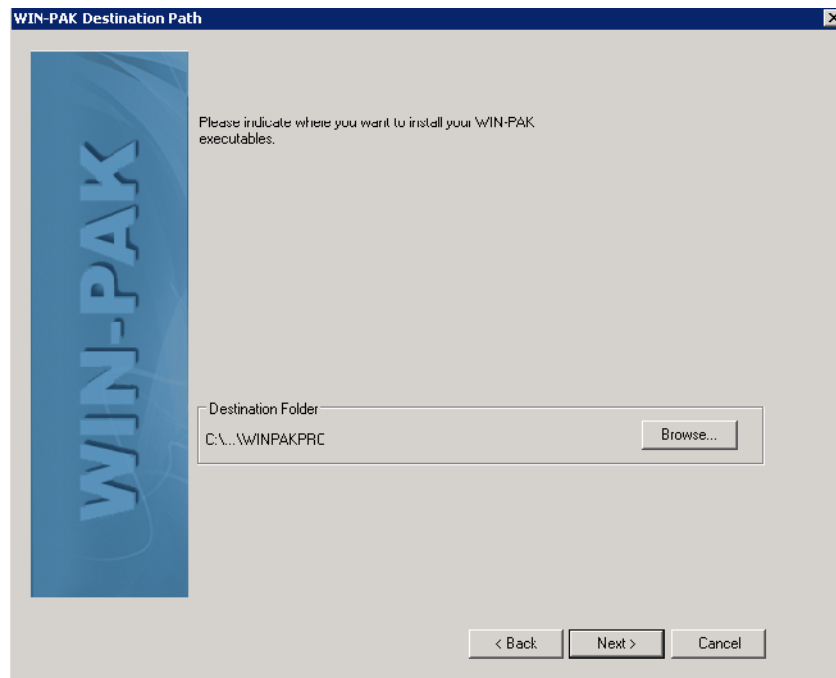 WIN-PAK Destination Path
WIN-PAK
Please indicate where you want to install your WIN-PAK
executables.
Destination Folder
C:\...\WINPAKPRO
Browse...
< Back
Next >
Cancel